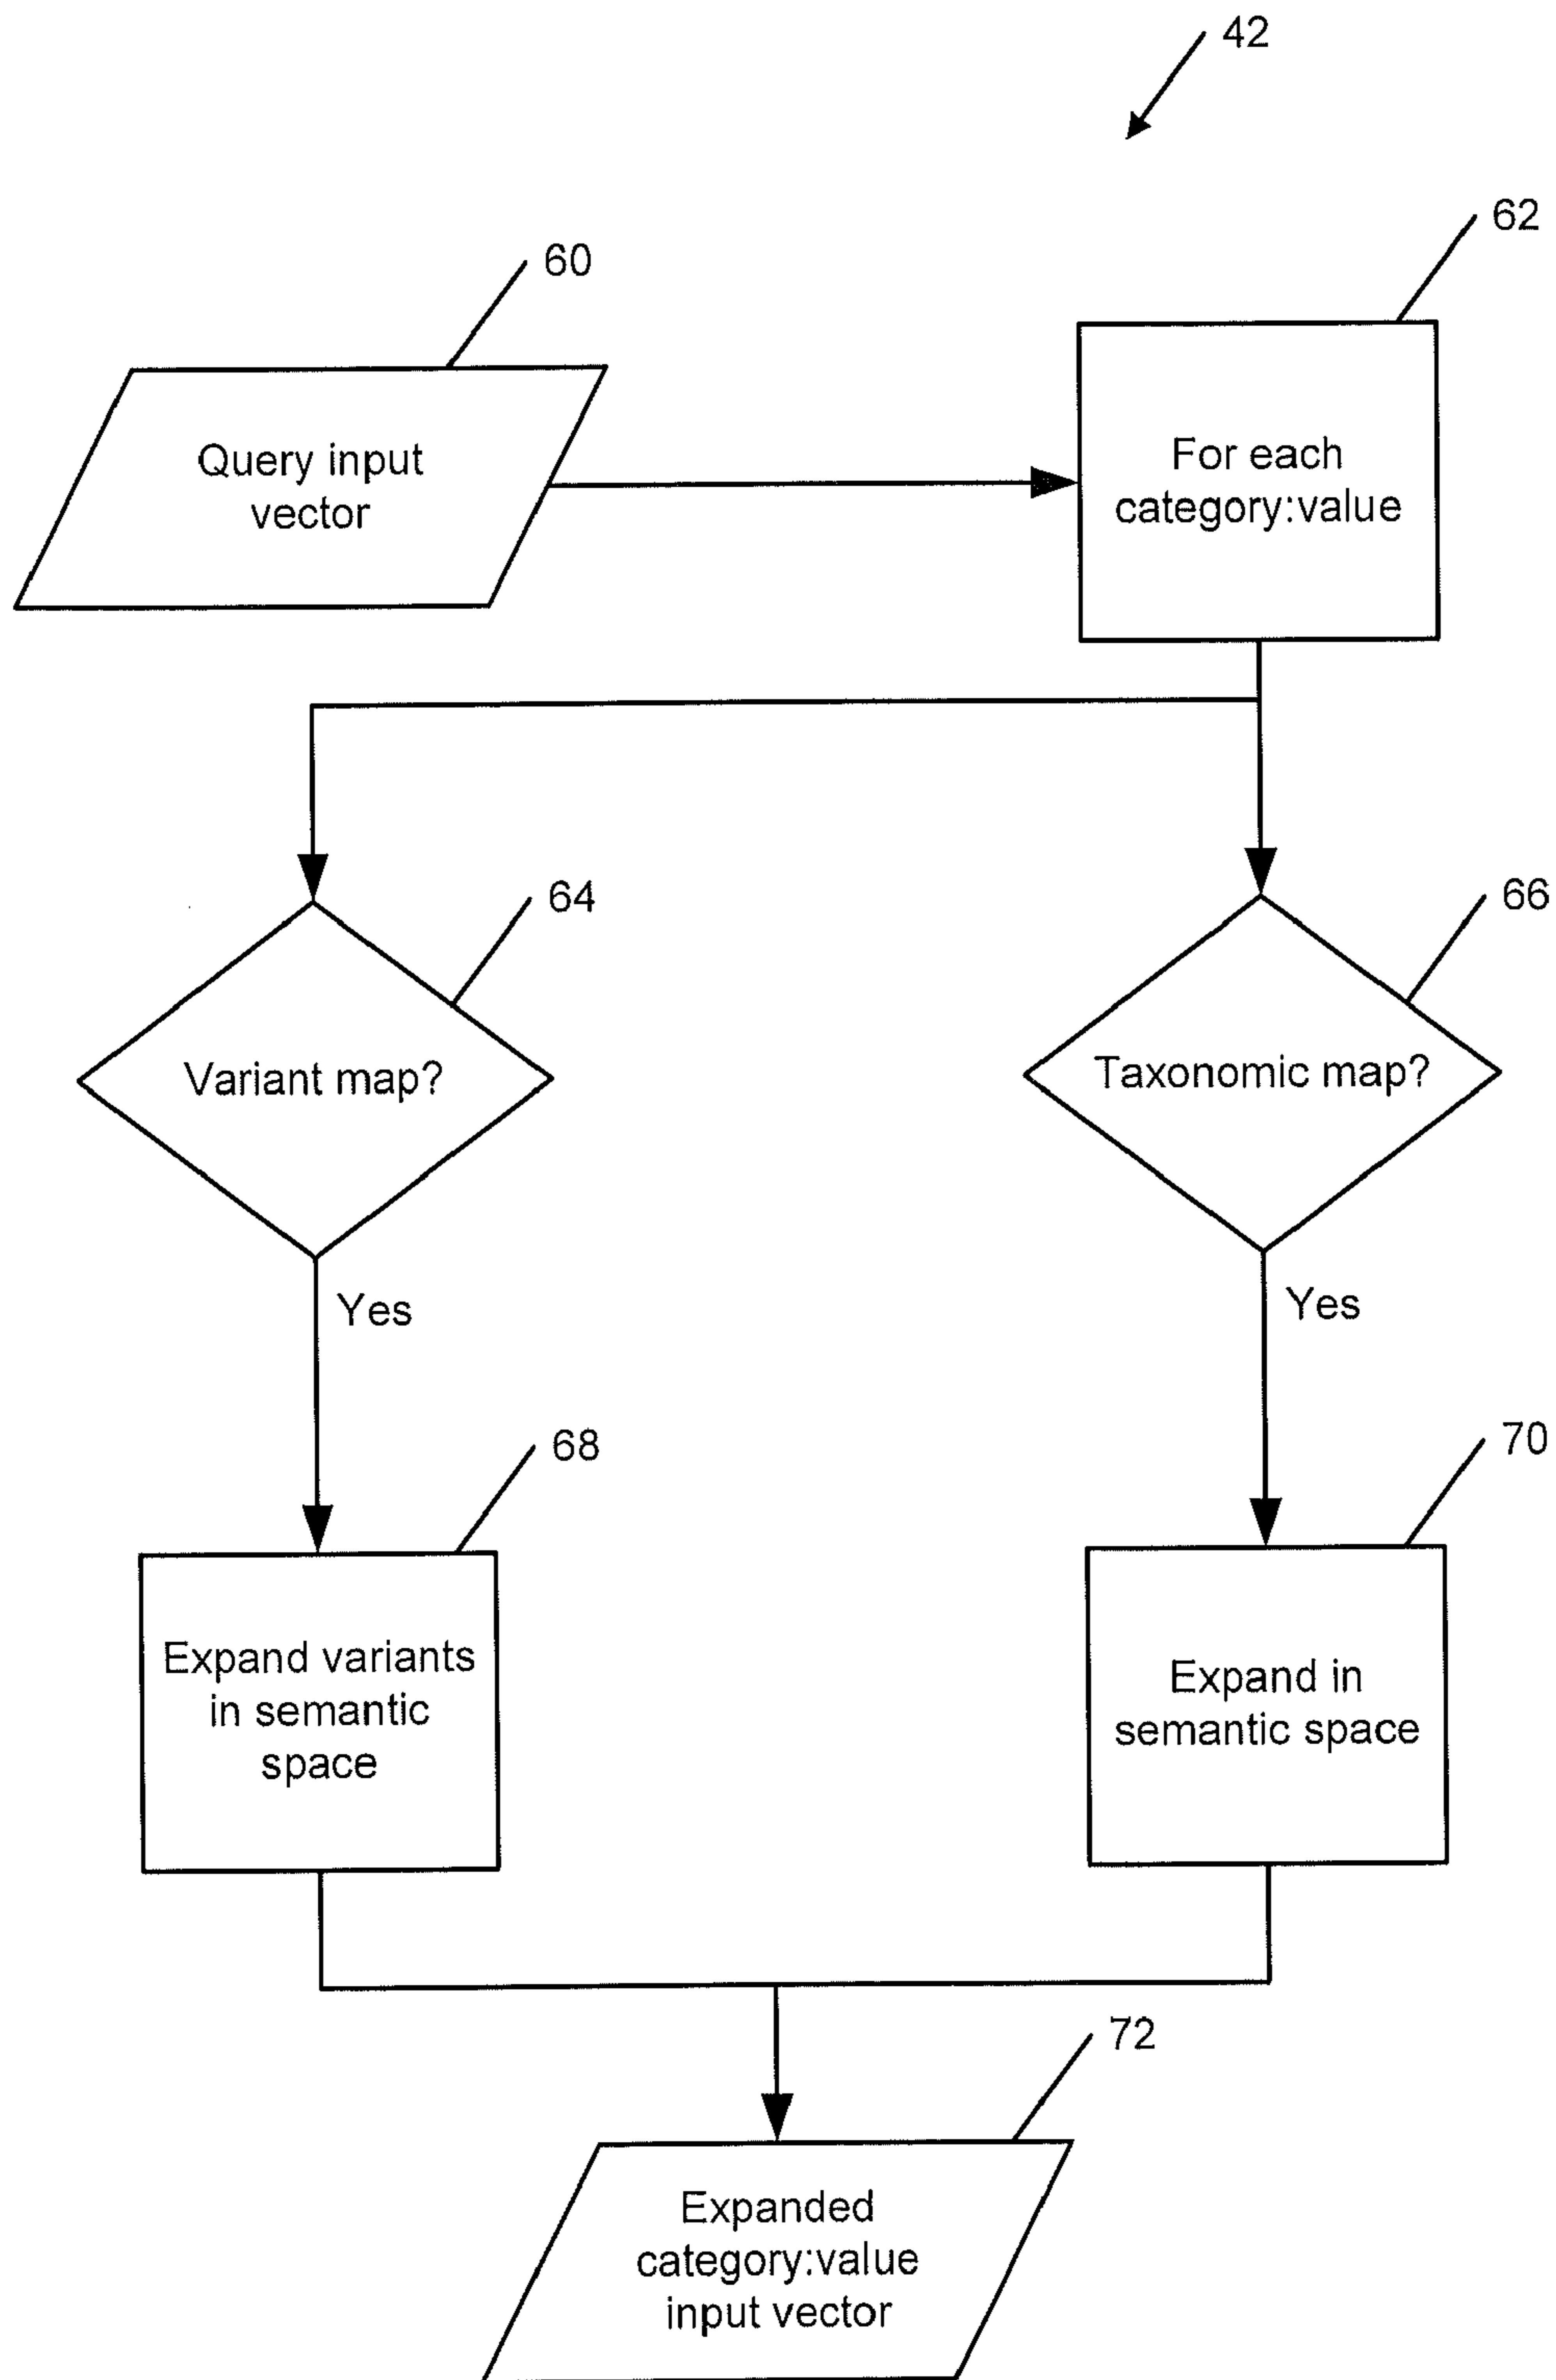 42
62
60
Query input
vector
For each
category:value
64
66
Variant map?
Taxonomic map?
Yes
Yes
68
70
Expand variants
in semantic
space
Expand in
semantic space
72
Expanded
category:value
input vector